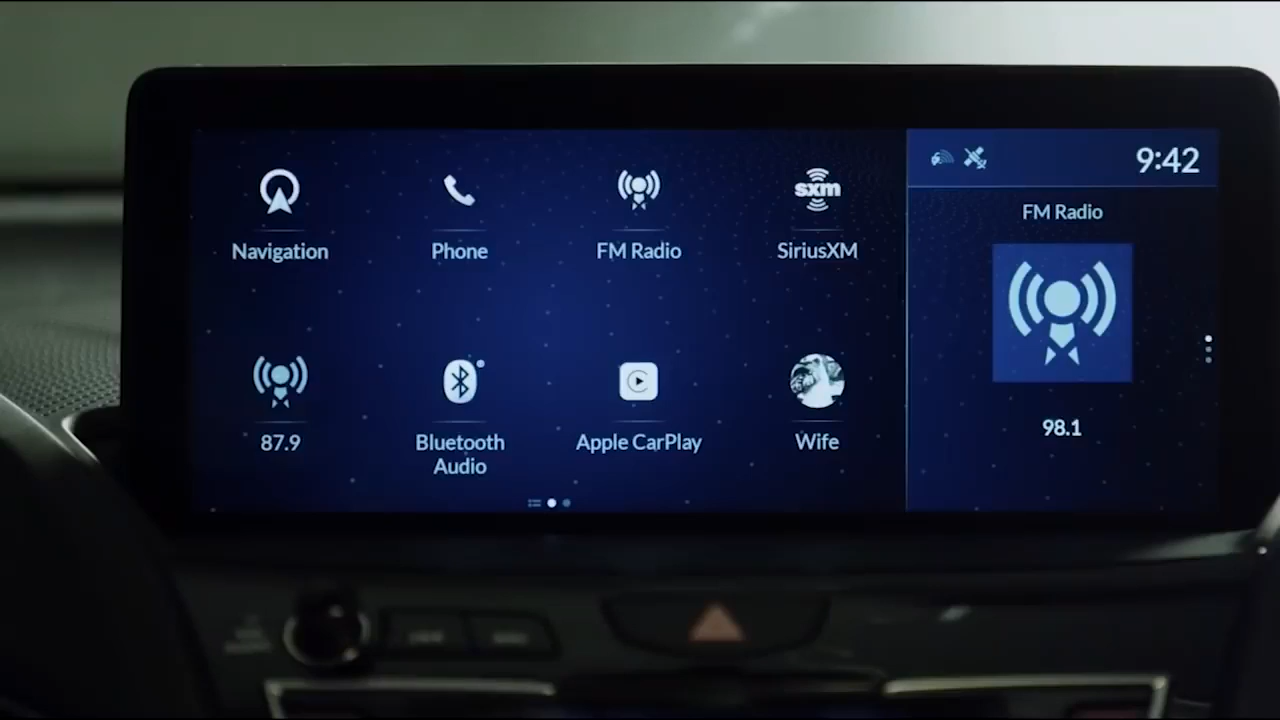 9:42
Navigation
Phone
FM Radio
sxm
SiriusXM
87.9
Bluetooth
Audio
Apple CarPlay
Wife
FM Radio
98.1